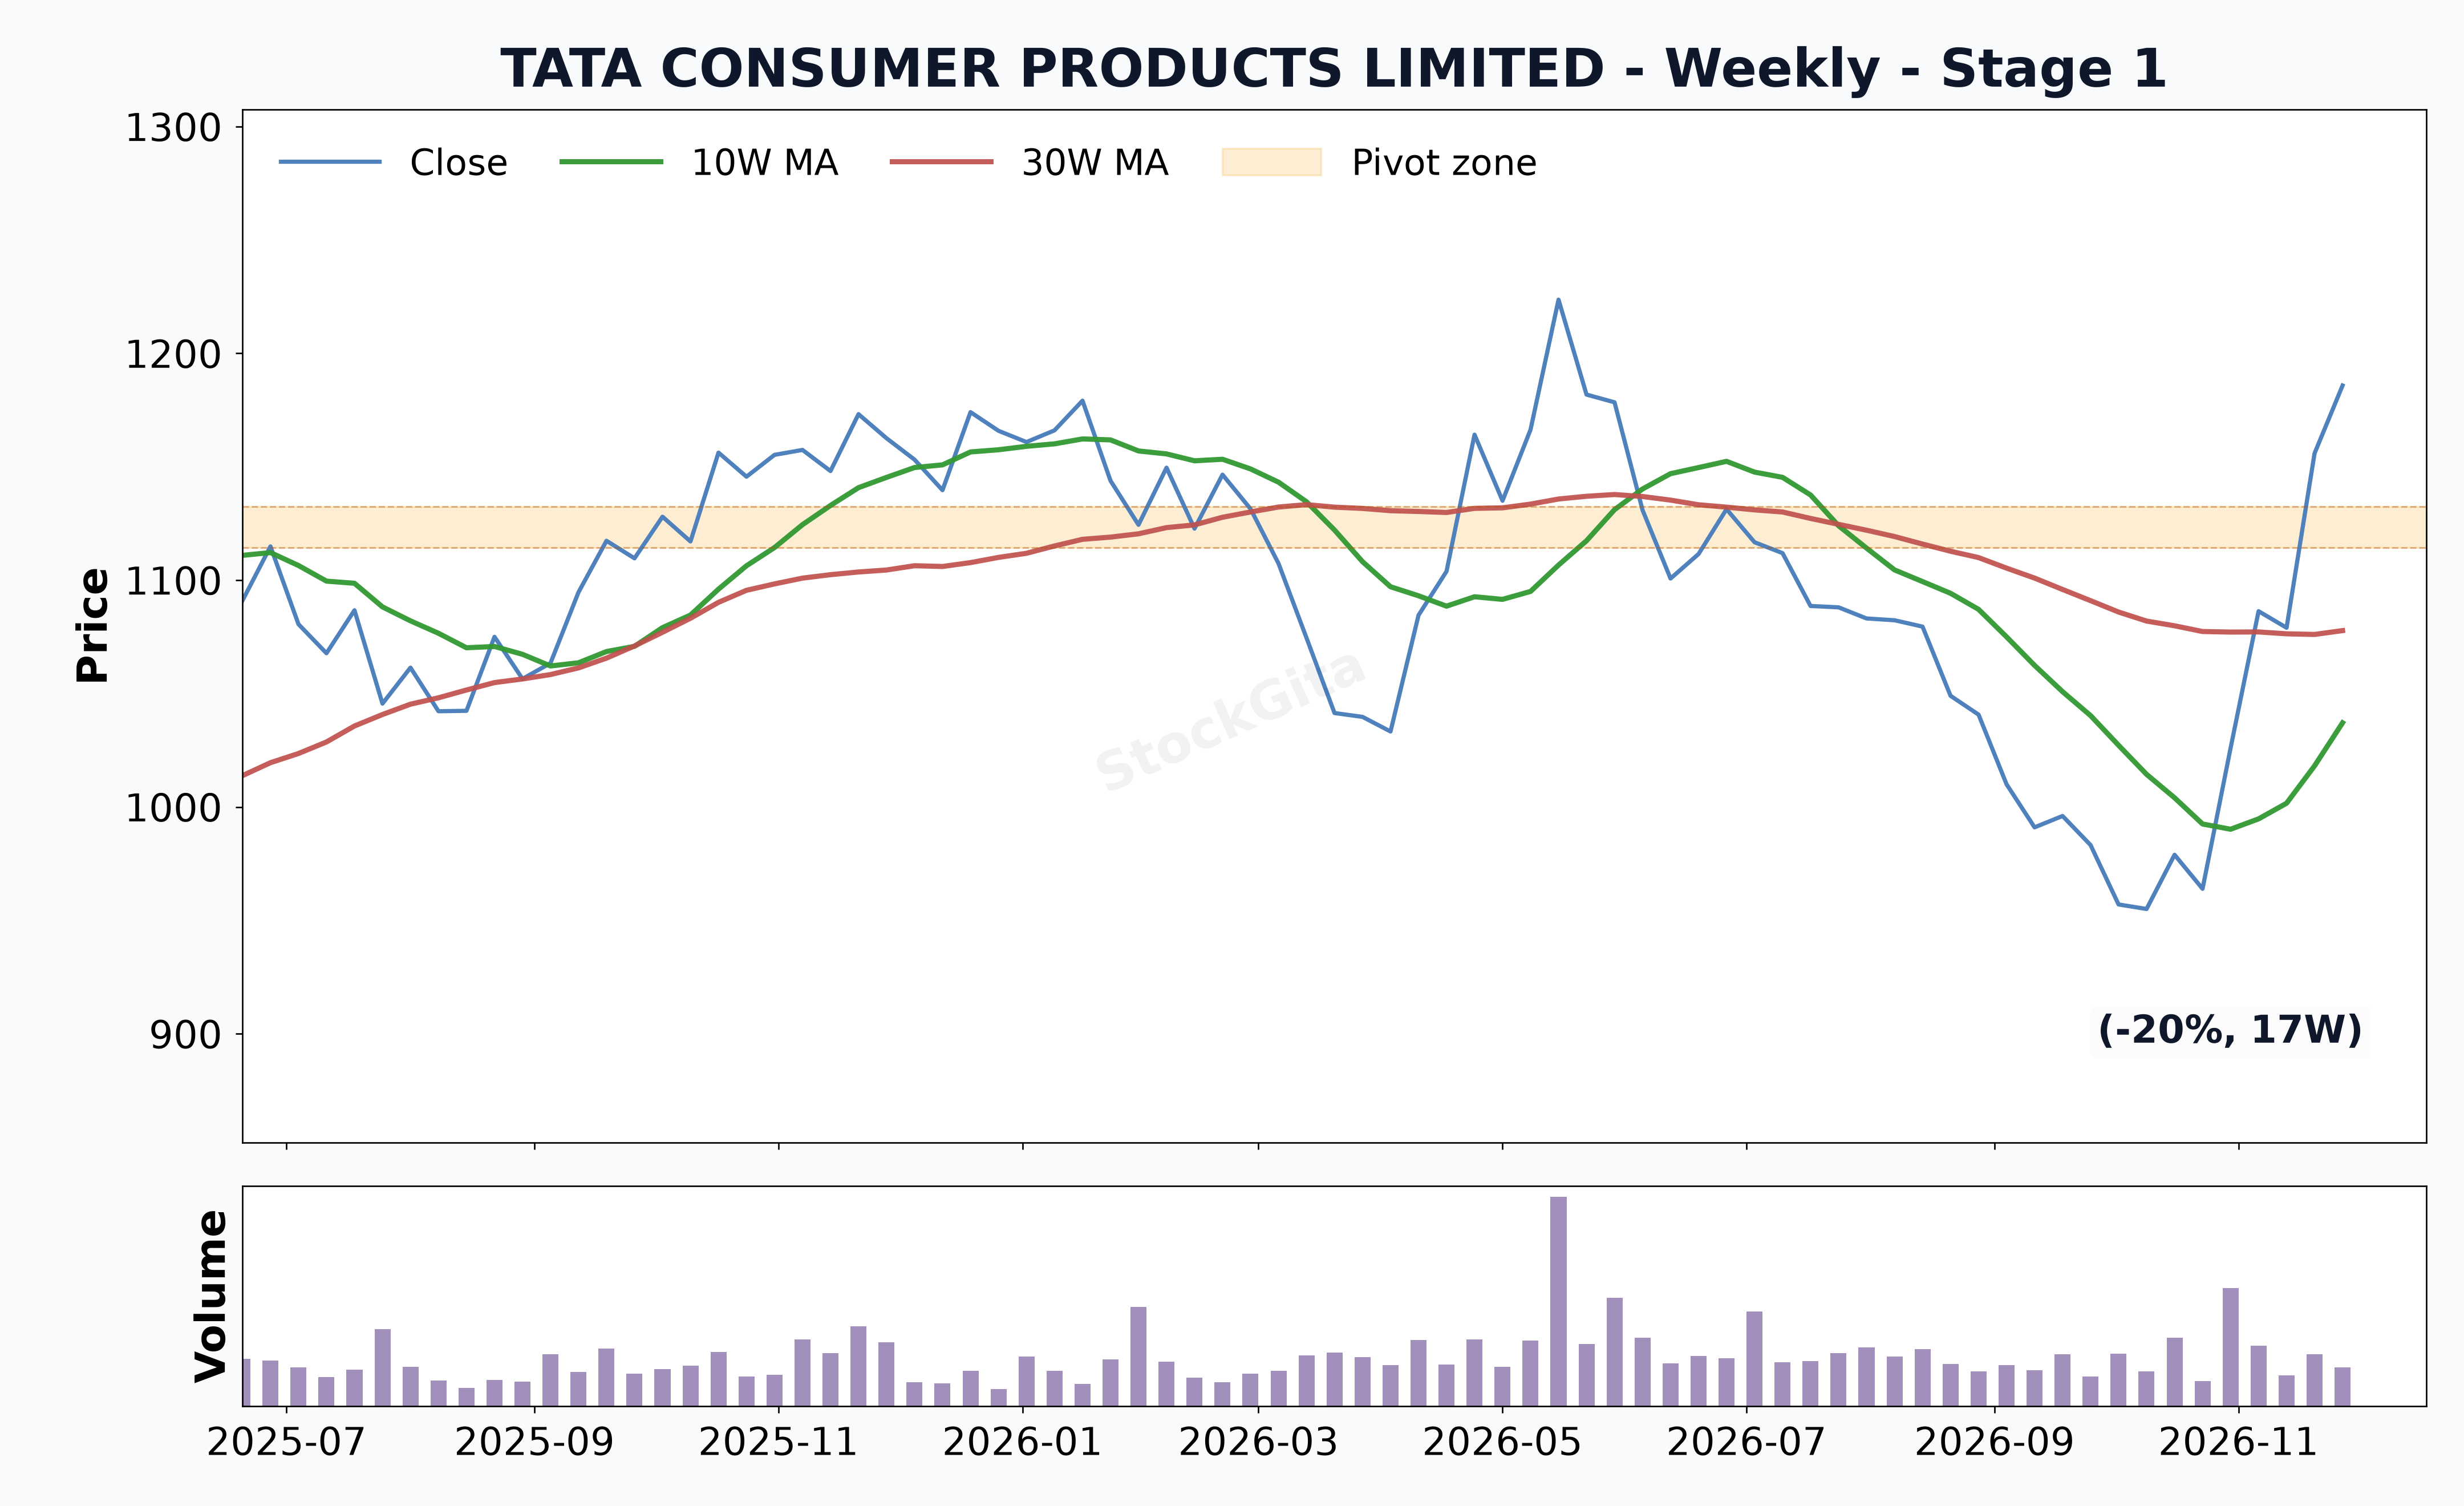 TATA CONSUMER PRODUCTS LIMITED - Weekly - Stage 1
Close 10W MA 30W MA Pivot zone
1300
1200
1100
1000
900
Price
StockGita
(-20%, 17W)
Volume
2025-07 2025-09 2025-11 2026-01 2026-03 2026-05 2026-07 2026-09 2026-11